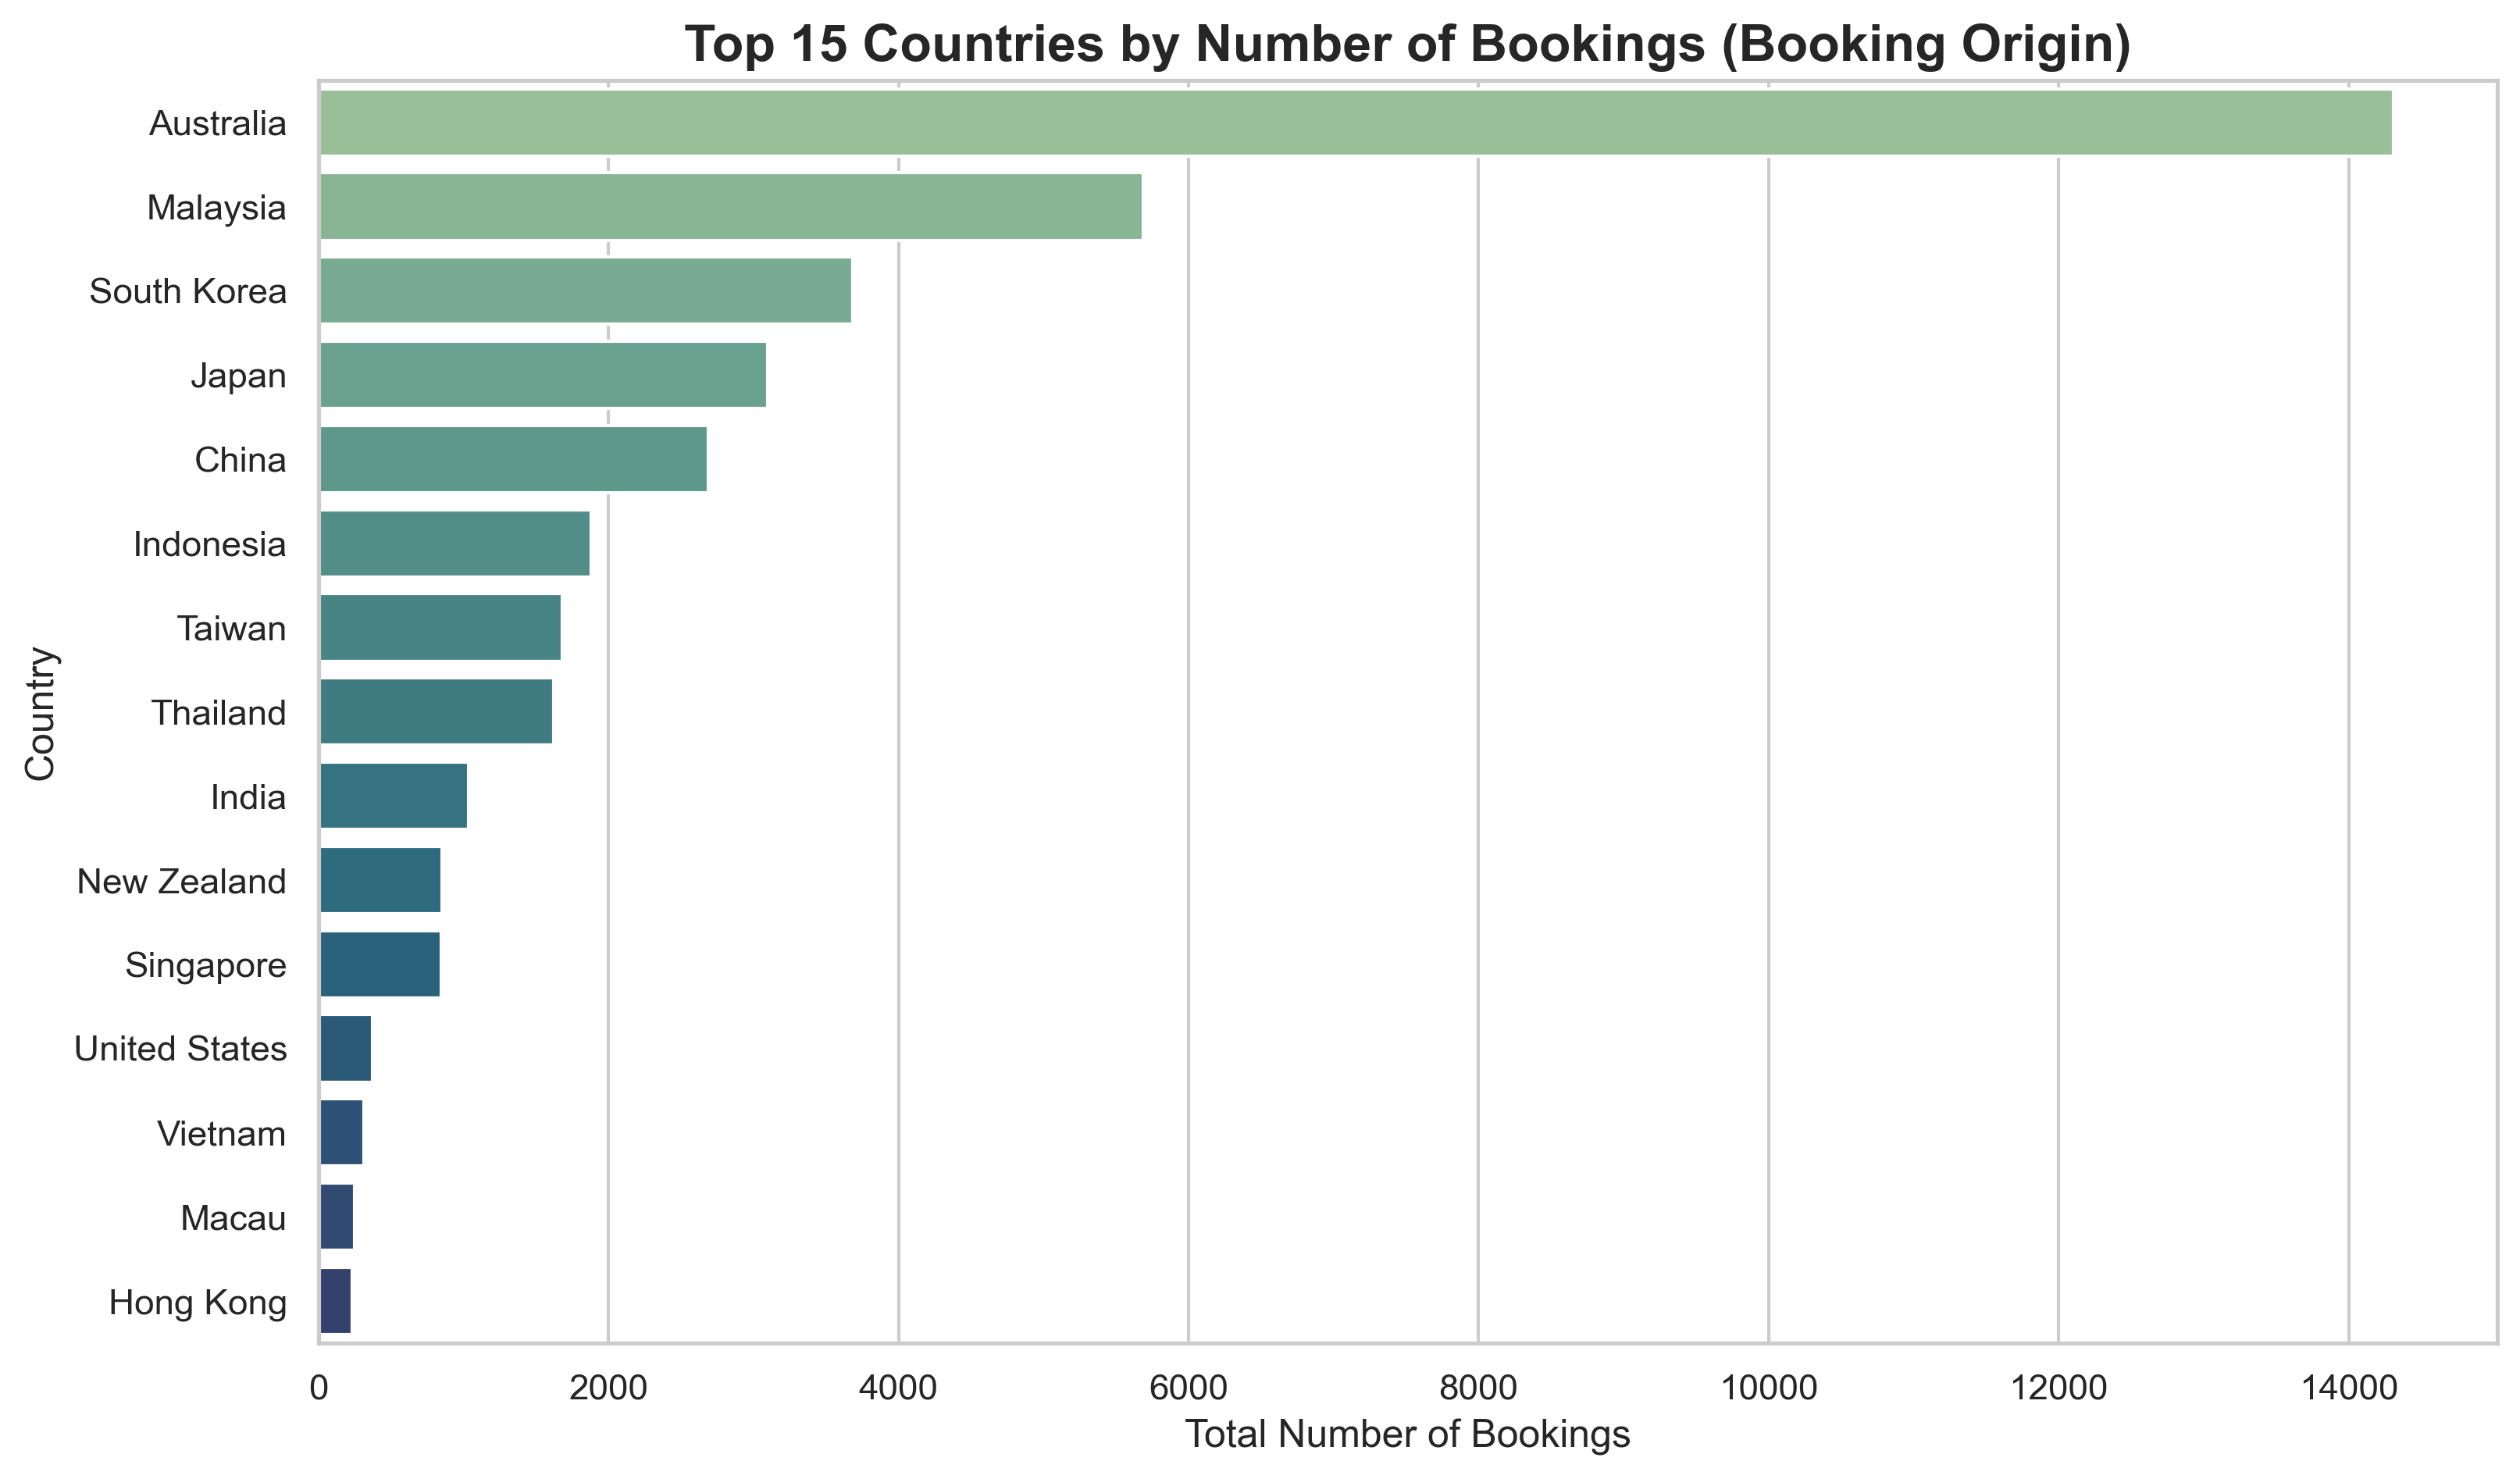 Top 15 Countries by Number of Bookings (Booking Origin)
Australia
Malaysia
South Korea
Japan
China
Indonesia
Taiwan
Thailand
India
New Zealand
Singapore
United States
Vietnam
Macau
Hong Kong
Country
0 2000 4000 6000 8000 10000 12000 14000
Total Number of Bookings